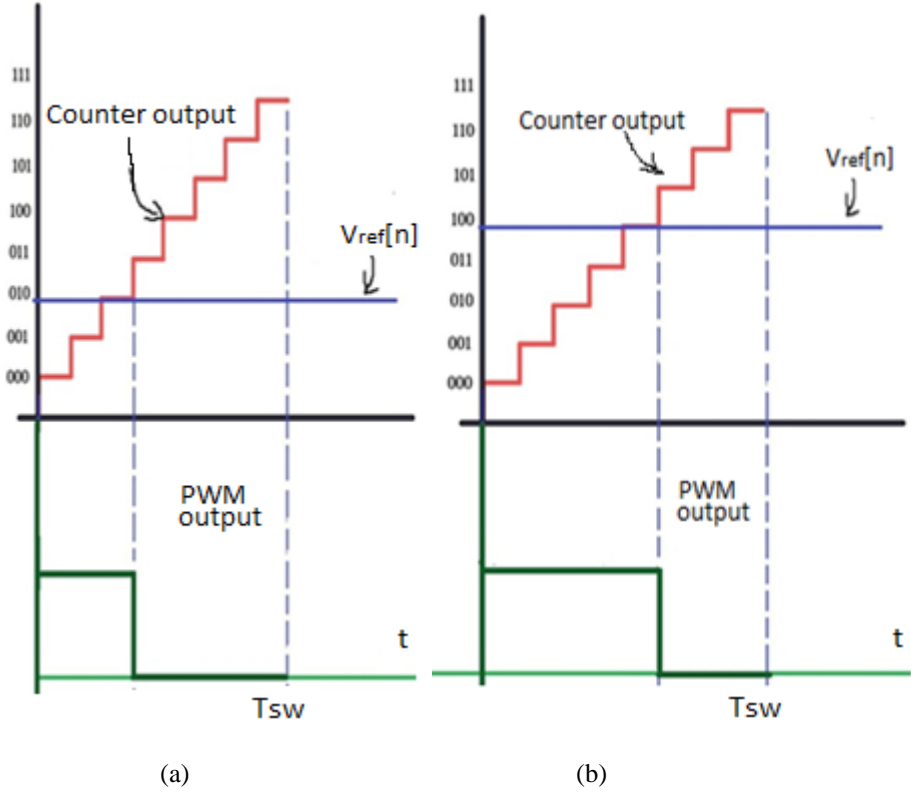 111
110
101
100
011
010
001
000
Counter output
Vref[n]
PWM
output
t
Tsw
(a)
111
110
101
100
011
010
001
000
Counter output
Vref[n]
PWM
output
t
Tsw
(b)